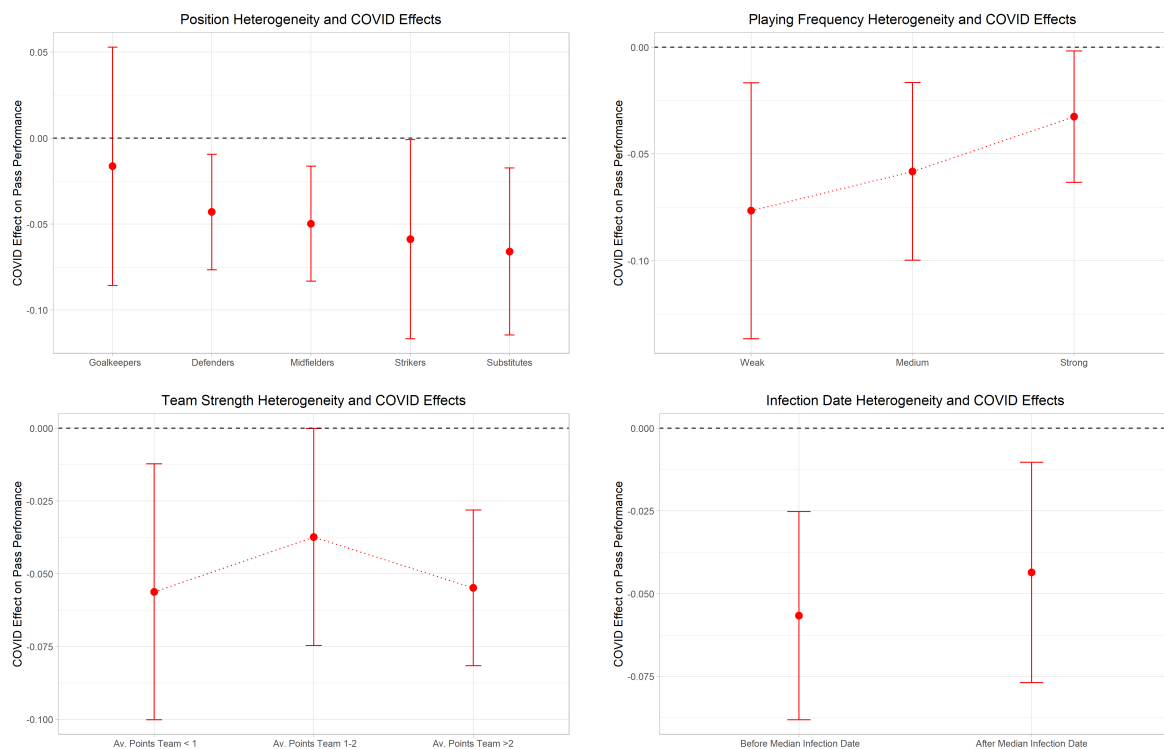 Position Heterogeneity and COVID Effects
COVID Effect on Pass Performance
0.05
0.00
-0.05
-0.10
Goalkeepers Defenders Midfielders Strikers Substitutes
Playing Frequency Heterogeneity and COVID Effects
COVID Effect on Pass Performance
0.00
-0.05
-0.10
Weak Medium Strong
Team Strength Heterogeneity and COVID Effects
COVID Effect on Pass Performance
0.000
-0.025
-0.050
-0.075
-0.100
Av. Points Team < 1 Av. Points Team 1-2 Av. Points Team >2
Infection Date Heterogeneity and COVID Effects
COVID Effect on Pass Performance
0.000
-0.025
-0.050
-0.075
Before Median Infection Date After Median Infection Date